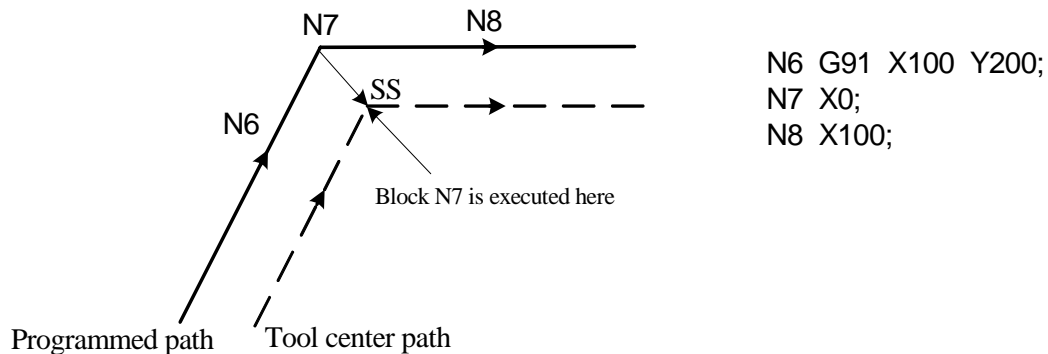 N7
N8
N6 G91 X100 Y200;
N7 X0;
N8 X100;
SS
N6
Block N7 is executed here
Programmed path
Tool center path